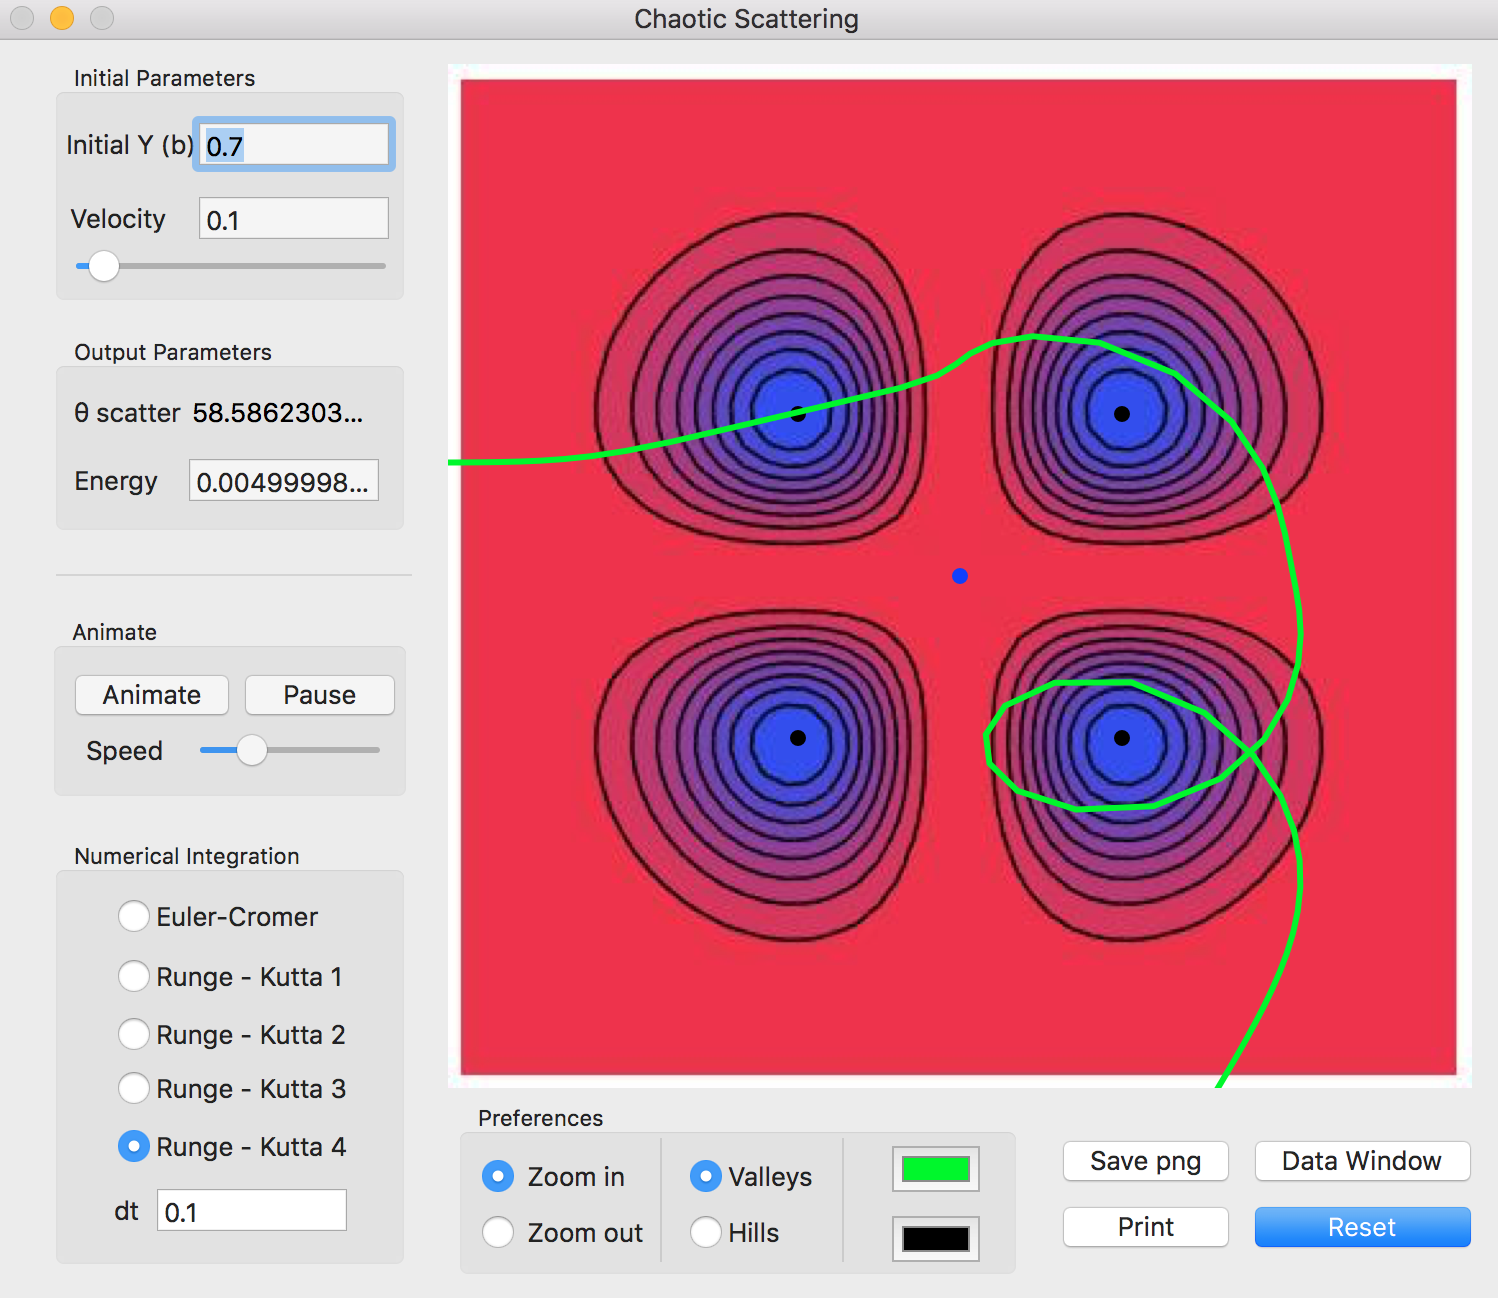 Chaotic Scattering
Initial Parameters
Initial Y (b) 0.7
Velocity 0.1
Output Parameters
θ scatter 58.5862303...
Energy 0.00499998...
Animate
Animate Pause
Speed
Numerical Integration
Euler-Cromer
Runge - Kutta 1
Runge - Kutta 2
Runge - Kutta 3
Runge - Kutta 4
dt 0.1
Preferences
Zoom in Valleys
Zoom out Hills
Save png Data Window
Print Reset